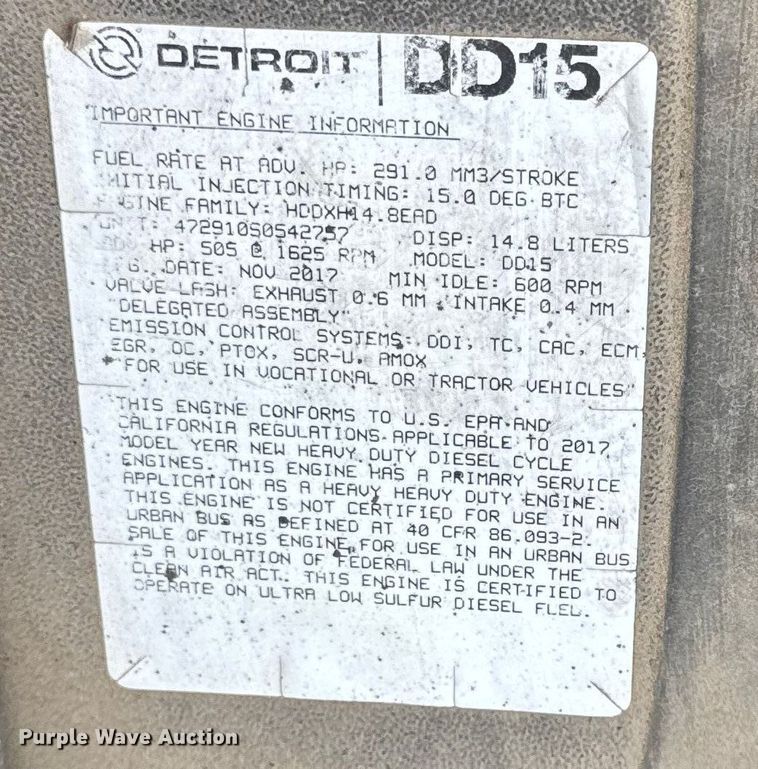 DETROIT DD15
IMPORTANT ENGINE INFORMATION
FUEL RATE AT ADV. HP: 291.0 MM3/STROKE
INITIAL INJECTION TIMING: 15.0 DEG BTC
ENGINE FAMILY: HDDXH14.8EAD
UNIT: 472910S0542757 DISP: 14.8 LITERS
ADV HP: 505 @ 1625 RPM MODEL: DD15
MFG. DATE: NOV 2017 MIN IDLE: 600 RPM
VALVE LASH: EXHAUST 0.6 MM, INTAKE 0.4 MM
"DELEGATED ASSEMBLY"
EMISSION CONTROL SYSTEMS: DDI, TC, CAC, ECM,
EGR, OC, PTOX, SCR-U, AMOX
"FOR USE IN VOCATIONAL OR TRACTOR VEHICLES"
THIS ENGINE CONFORMS TO U.S. EPA AND
CALIFORNIA REGULATIONS APPLICABLE TO 2017
MODEL YEAR NEW HEAVY DUTY DIESEL CYCLE
ENGINES. THIS ENGINE HAS A PRIMARY SERVICE
APPLICATION AS A HEAVY HEAVY DUTY ENGINE.
THIS ENGINE IS NOT CERTIFIED FOR USE IN AN
URBAN BUS AS DEFINED AT 40 CFR 86.093-2.
SALE OF THIS ENGINE FOR USE IN AN URBAN BUS
IS A VIOLATION OF FEDERAL LAW UNDER THE
CLEAN AIR ACT. THIS ENGINE IS CERTIFIED TO
OPERATE ON ULTRA LOW SULFUR DIESEL FUEL.
Purple Wave Auction